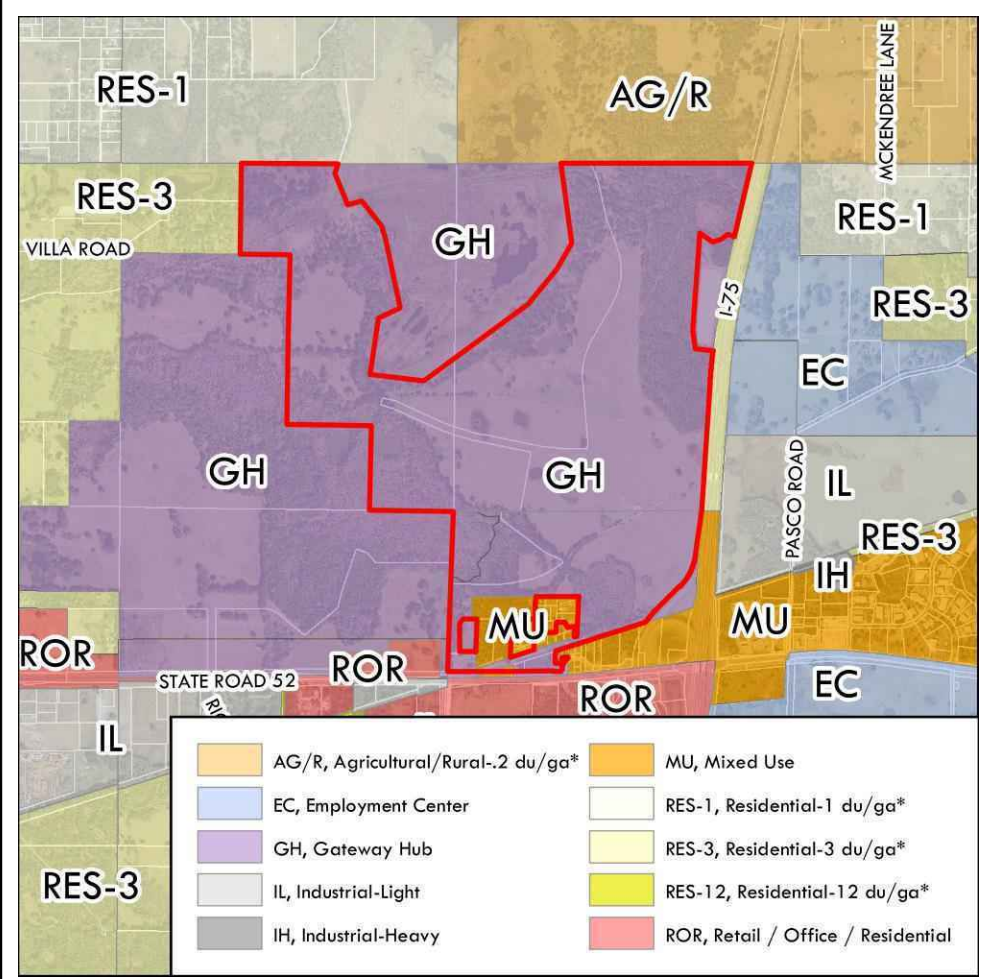 RES-1
AG/R
MCKENDREE LANE
RES-3
VILLA ROAD
GH
RES-1
I-75
RES-3
EC
GH
GH
PASCO ROAD
IL
RES-3
IH
MU
MU
ROR
ROR
STATE ROAD 52
ROR
EC
IL
RES-3
AG/R, Agricultural/Rural-.2 du/ga*
EC, Employment Center
GH, Gateway Hub
IL, Industrial-Light
IH, Industrial-Heavy
MU, Mixed Use
RES-1, Residential-1 du/ga*
RES-3, Residential-3 du/ga*
RES-12, Residential-12 du/ga*
ROR, Retail / Office / Residential